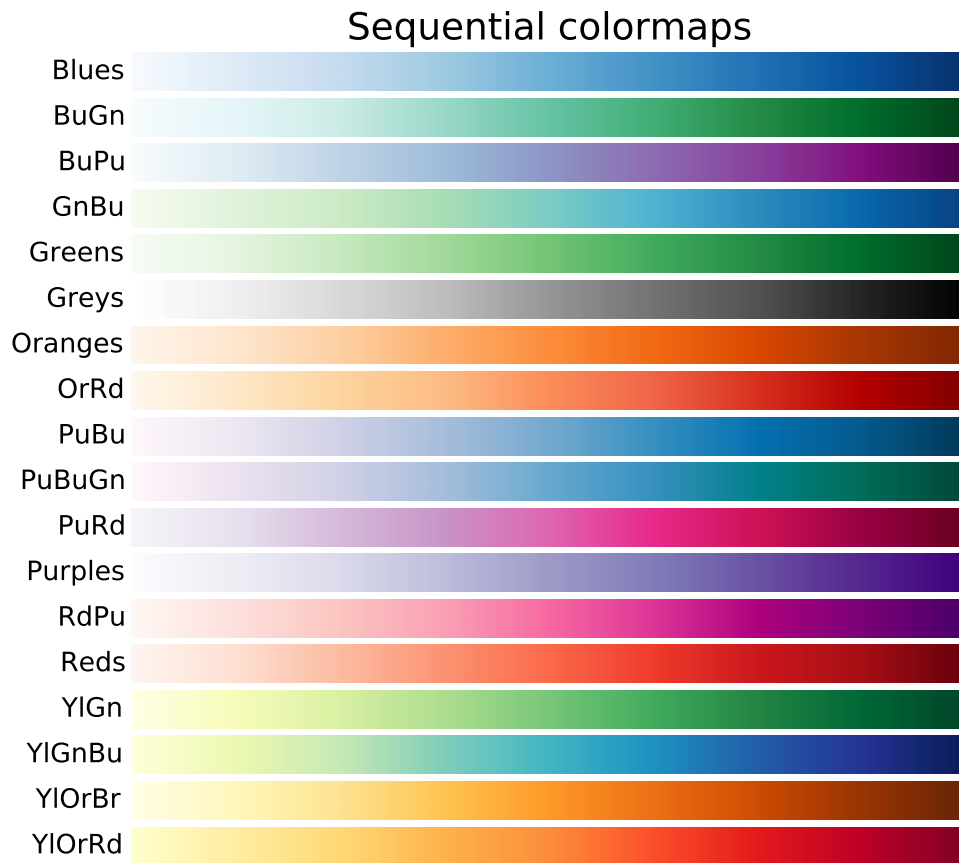 Sequential colormaps
Blues
BuGn
BuPu
GnBu
Greens
Greys
Oranges
OrRd
PuBu
PuBuGn
PuRd
Purples
RdPu
Reds
YlGn
YlGnBu
YlOrBr
YlOrRd